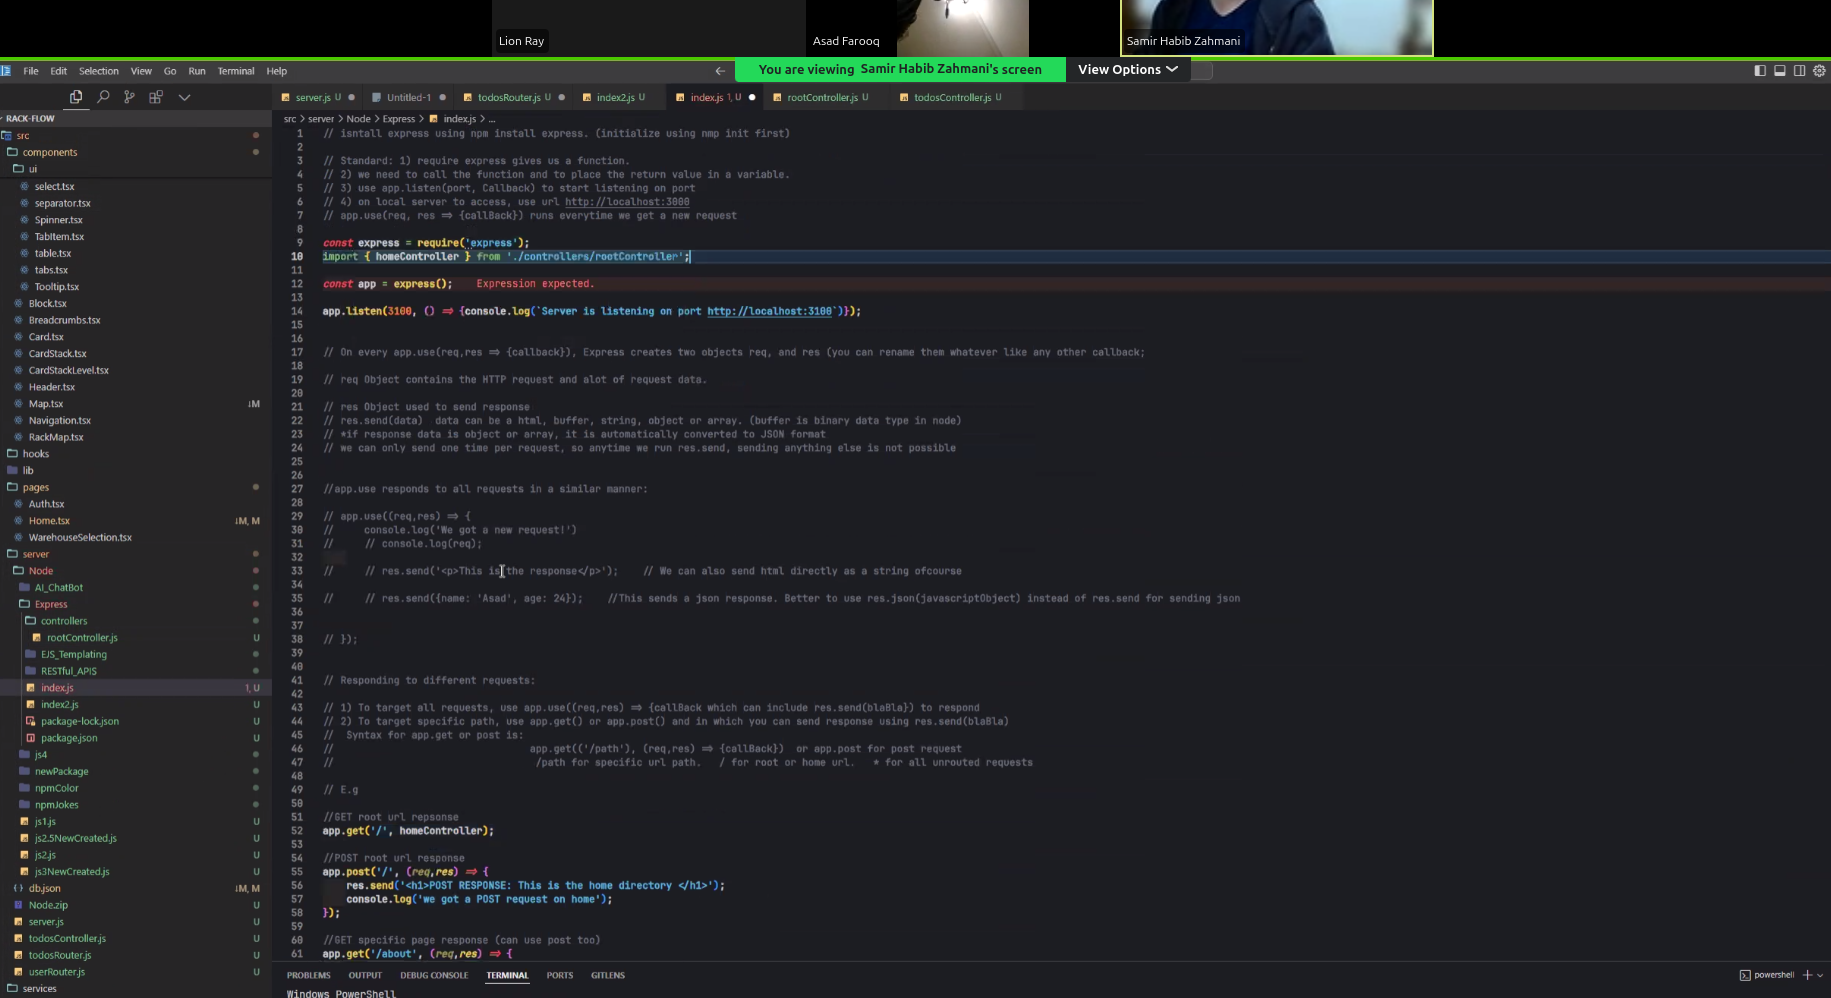 Lion Ray
Asad Farooq
Samir Habib Zahmani
File Edit Selection View Go Run Terminal Help
You are viewing Samir Habib Zahmani's screen View Options
server.js U Untitled-1 todosRouter.js U index2.js U index.js 1, U rootController.js U todosController.js U
RACK-FLOW
src > server > Node > Express > index.js > ...
src
components
ui
select.tsx
separator.tsx
Spinner.tsx
TabItem.tsx
table.tsx
tabs.tsx
Tooltip.tsx
Block.tsx
Breadcrumbs.tsx
Card.tsx
CardStack.tsx
CardStackLevel.tsx
Header.tsx
Map.tsx ↓M
Navigation.tsx
RackMap.tsx
hooks
lib
pages
Auth.tsx
Home.tsx ↓M, M
WarehouseSelection.tsx
server
Node
AI_ChatBot
Express
controllers
rootController.js U
EJS_Templating
RESTful_APIS
index.js 1, U
index2.js U
package-lock.json U
package.json U
js4
newPackage
npmColor
npmJokes
js1.js U
js2.5NewCreated.js U
js2.js U
js3NewCreated.js U
db.json ↓M, M
Node.zip U
server.js U
todosController.js U
todosRouter.js U
userRouter.js U
services
1 // isntall express using npm install express. (initialize using nmp init first)
2
3 // Standard: 1) require express gives us a function.
4 // 2) we need to call the function and to place the return value in a variable.
5 // 3) use app.listen(port, Callback) to start listening on port
6 // 4) on local server to access, use url http://localhost:3000
7 // app.use(req, res => {callBack}) runs everytime we get a new request
8
9 const express = require('express');
10 import { homeController } from './controllers/rootController';
11
12 const app = express(); Expression expected.
13
14 app.listen(3100, () => {console.log(`Server is listening on port http://localhost:3100`)});
15
16
17 // On every app.use(req,res => {callback}), Express creates two objects req, and res (you can rename them whatever like any other callback;
18
19 // req Object contains the HTTP request and alot of request data.
20
21 // res Object used to send response
22 // res.send(data) data can be a html, buffer, string, object or array. (buffer is binary data type in node)
23 // *if response data is object or array, it is automatically converted to JSON format
24 // we can only send one time per request, so anytime we run res.send, sending anything else is not possible
25
26
27 //app.use responds to all requests in a similar manner:
28
29 // app.use((req,res) => {
30 // console.log('We got a new request!')
31 // // console.log(req);
32
33 // // res.send('<p>This is the response</p>'); // We can also send html directly as a string ofcourse
34
35 // // res.send({name: 'Asad', age: 24}); //This sends a json response. Better to use res.json(javascriptObject) instead of res.send for sending json
36
37
38 // });
39
40
41 // Responding to different requests:
42
43 // 1) To target all requests, use app.use((req,res) => {callBack which can include res.send(blaBla}) to respond
44 // 2) To target specific path, use app.get() or app.post() and in which you can send response using res.send(blaBla)
45 // Syntax for app.get or post is:
46 // app.get(('/path'), (req,res) => {callBack}) or app.post for post request
47 // /path for specific url path. / for root or home url. * for all unrouted requests
48
49 // E.g
50
51 //GET root url repsonse
52 app.get('/', homeController);
53
54 //POST root url response
55 app.post('/', (req,res) => {
56 res.send('<h1>POST RESPONSE: This is the home directory </h1>');
57 console.log('we got a POST request on home');
58 });
59
60 //GET specific page response (can use post too)
61 app.get('/about', (req,res) => {
PROBLEMS OUTPUT DEBUG CONSOLE TERMINAL PORTS GITLENS
powershell
Windows PowerShell